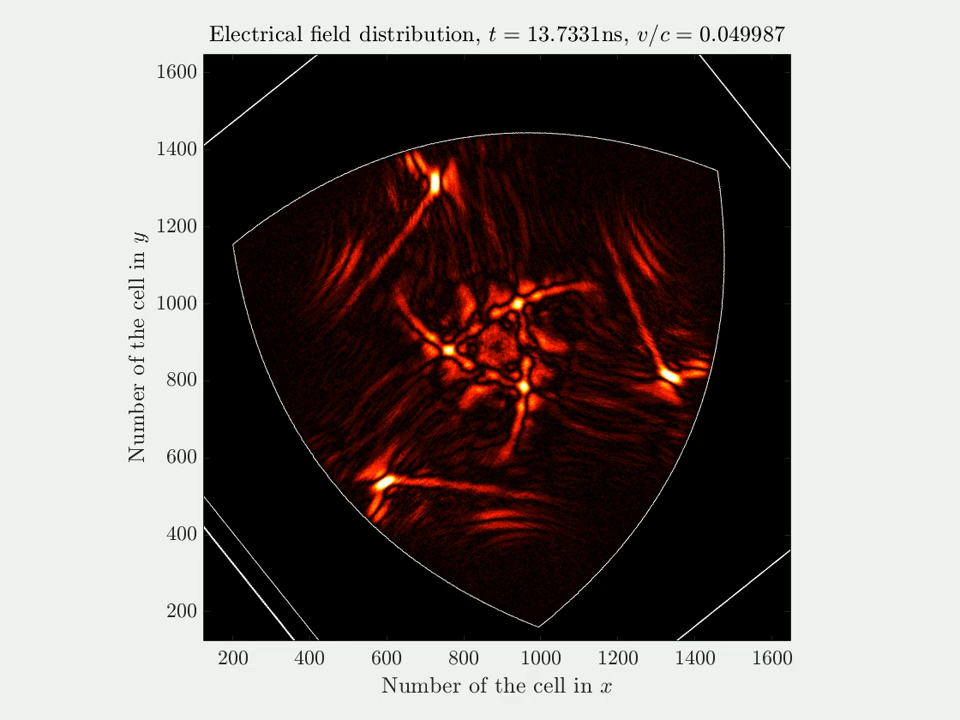 Electrical field distribution, t = 13.7331ns, v/c = 0.049987
1600
1400
1200
1000
800
600
400
200
Number of the cell in y
200 400 600 800 1000 1200 1400 1600
Number of the cell in x